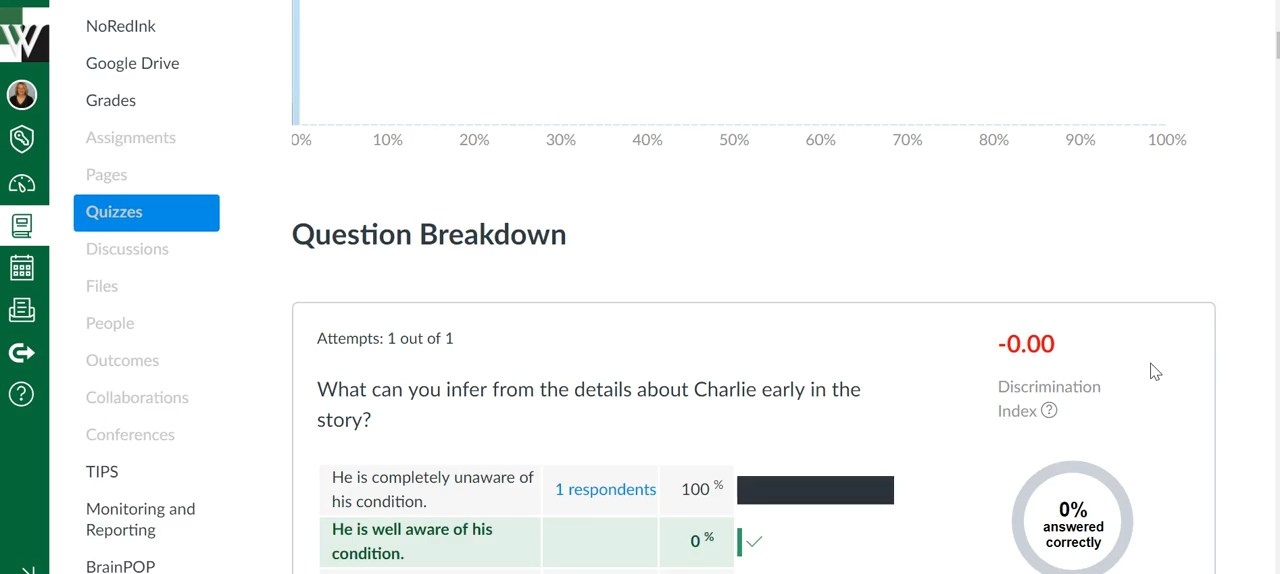 W
NoRedInk
Google Drive
Grades
Assignments
Pages
Quizzes
Discussions
Files
People
Outcomes
Collaborations
Conferences
TIPS
Monitoring and
Reporting
BrainPOP
0% 10% 20% 30% 40% 50% 60% 70% 80% 90% 100%
Question Breakdown
Attempts: 1 out of 1
-0.00
Discrimination
Index ?
What can you infer from the details about Charlie early in the
story?
He is completely unaware of
his condition.
1 respondents
100 %
He is well aware of his
condition.
0 %
0%
answered
correctly